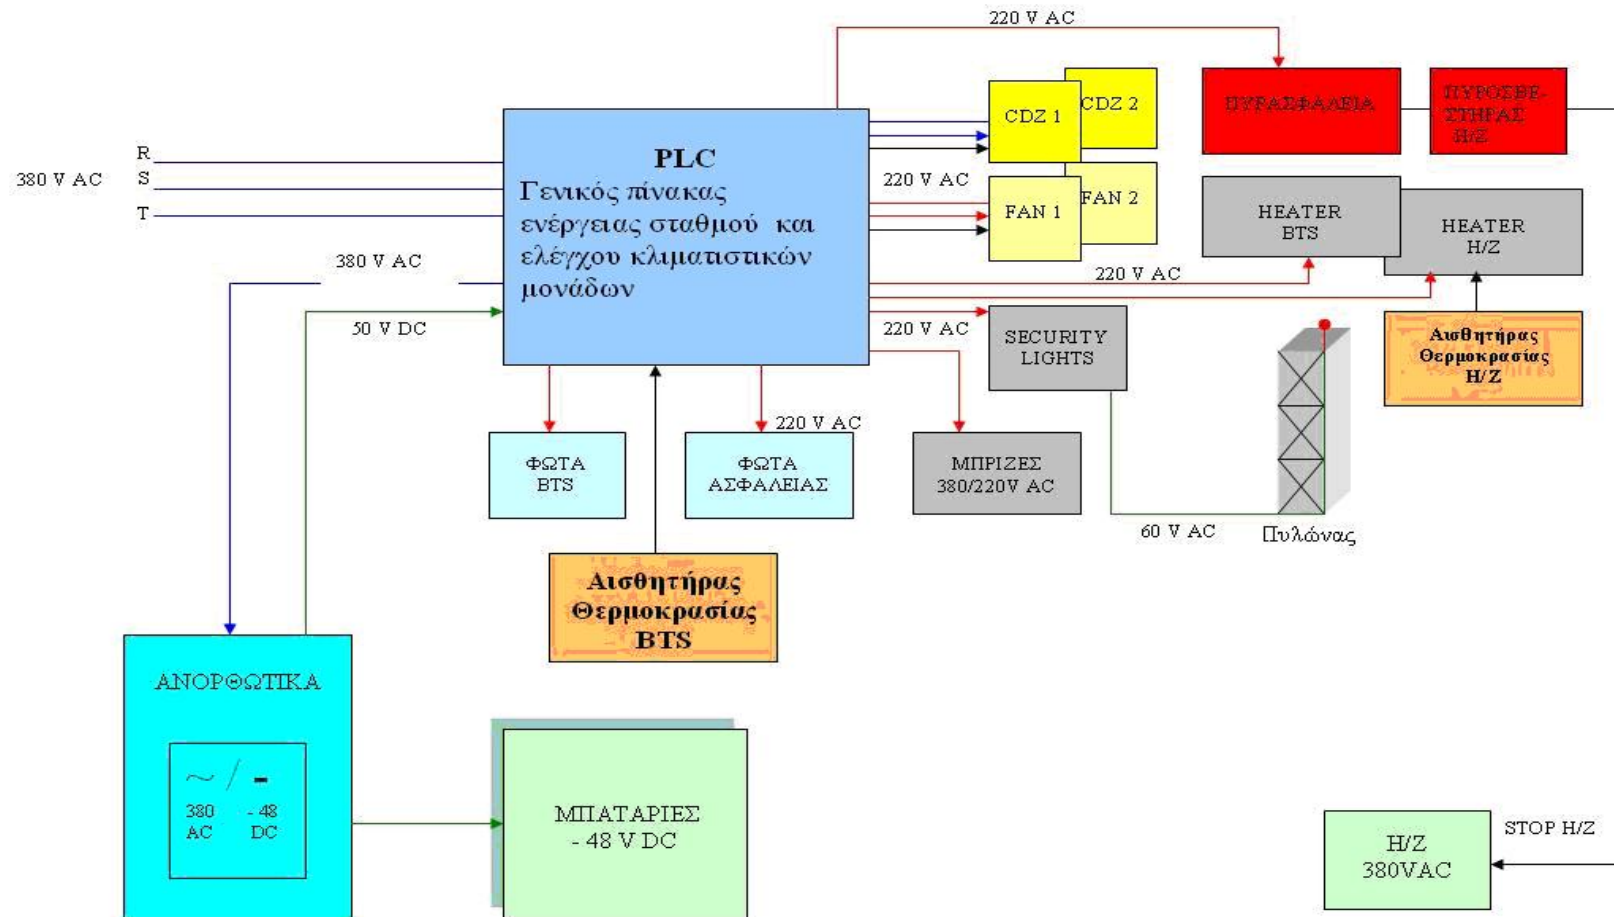 220 V AC
CDZ 1
CDZ 2
ΠΥΡΑΣΦΑΛΕΙΑ
ΠΥΡΟΣΒΕ-
ΣΤΗΡΑΣ
Η/Ζ
R
S
T
380 V AC
PLC
Γενικός πίνακας
ενέργειας σταθμού και
ελέγχου κλιματιστικών
μονάδων
220 V AC
FAN 1
FAN 2
HEATER
BTS
HEATER
Η/Ζ
380 V AC
220 V AC
50 V DC
220 V AC
SECURITY
LIGHTS
Αισθητήρας
Θερμοκρασίας
Η/Ζ
ΦΩΤΑ
BTS
220 V AC
ΦΩΤΑ
ΑΣΦΑΛΕΙΑΣ
ΜΠΡΙΖΕΣ
380/220V AC
60 V AC
Πυλώνας
Αισθητήρας
Θερμοκρασίας
BTS
ΑΝΟΡΘΩΤΙΚΑ
~ / -
380 - 48
AC DC
ΜΠΑΤΑΡΙΕΣ
- 48 V DC
Η/Ζ
380VAC
STOP Η/Ζ